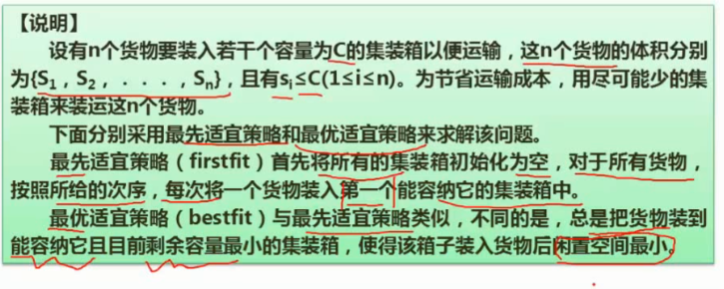 【说明】
设有n个货物要装入若干个容量为C的集装箱以便运输，这n个货物的体积分别
为{S₁，S₂，．．．，Sₙ}，且有sᵢ≤C(1≤i≤n)。为节省运输成本，用尽可能少的集
装箱来装运这n个货物。
下面分别采用最先适宜策略和最优适宜策略来求解该问题。
最先适宜策略（firstfit）首先将所有的集装箱初始化为空，对于所有货物，
按照所给的次序，每次将一个货物装入第一个能容纳它的集装箱中。
最优适宜策略（bestfit）与最先适宜策略类似，不同的是，总是把货物装到
能容纳它且目前剩余容量最小的集装箱，使得该箱子装入货物后闲置空间最小。